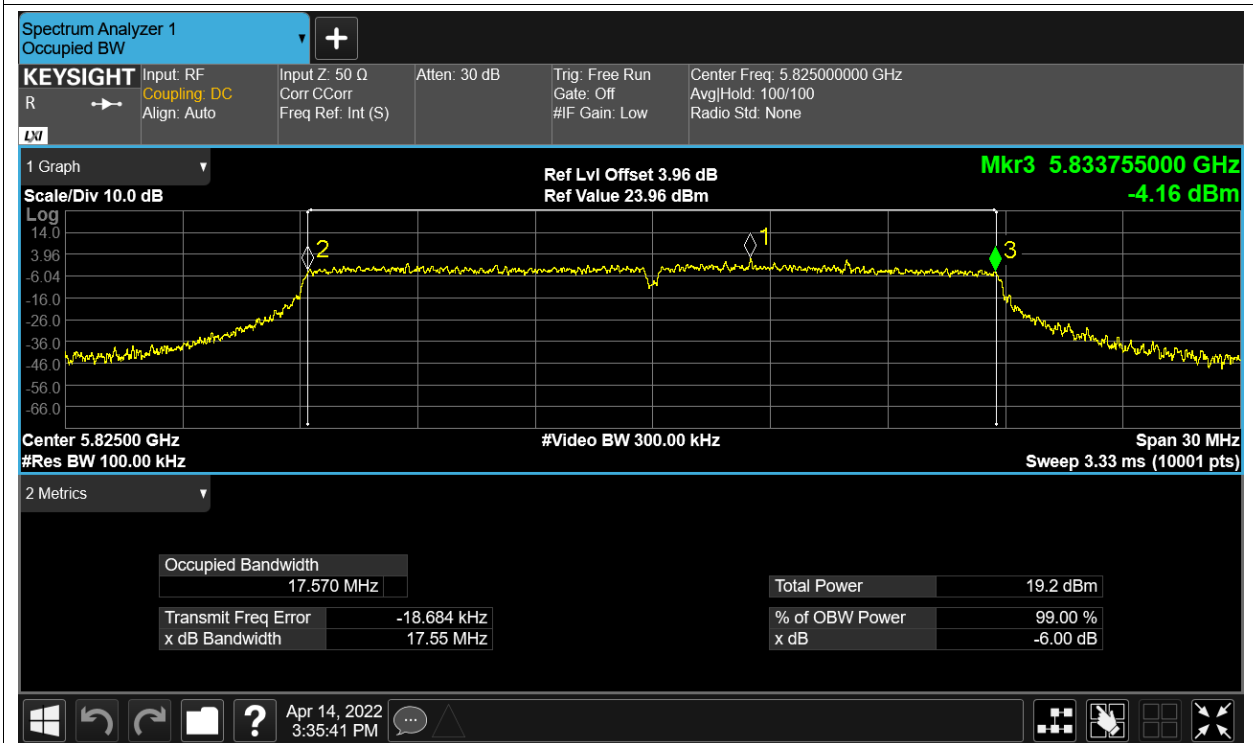 Spectrum Analyzer 1
Occupied BW
KEYSIGHT
R
LXI
Input: RF
Coupling: DC
Align: Auto
Input Z: 50 Ω
Corr CCorr
Freq Ref: Int (S)
Atten: 30 dB
Trig: Free Run
Gate: Off
#IF Gain: Low
Center Freq: 5.825000000 GHz
Avg|Hold: 100/100
Radio Std: None
1 Graph
Scale/Div 10.0 dB
Ref Lvl Offset 3.96 dB
Ref Value 23.96 dBm
Mkr3 5.833755000 GHz
-4.16 dBm
Log
14.0
3.96
-6.04
-16.0
-26.0
-36.0
-46.0
-56.0
-66.0
2
1
3
Center 5.82500 GHz
#Res BW 100.00 kHz
#Video BW 300.00 kHz
Span 30 MHz
Sweep 3.33 ms (10001 pts)
2 Metrics
Occupied Bandwidth
17.570 MHz
Transmit Freq Error -18.684 kHz
x dB Bandwidth 17.55 MHz
Total Power 19.2 dBm
% of OBW Power 99.00 %
x dB -6.00 dB
?
Apr 14, 2022
3:35:41 PM